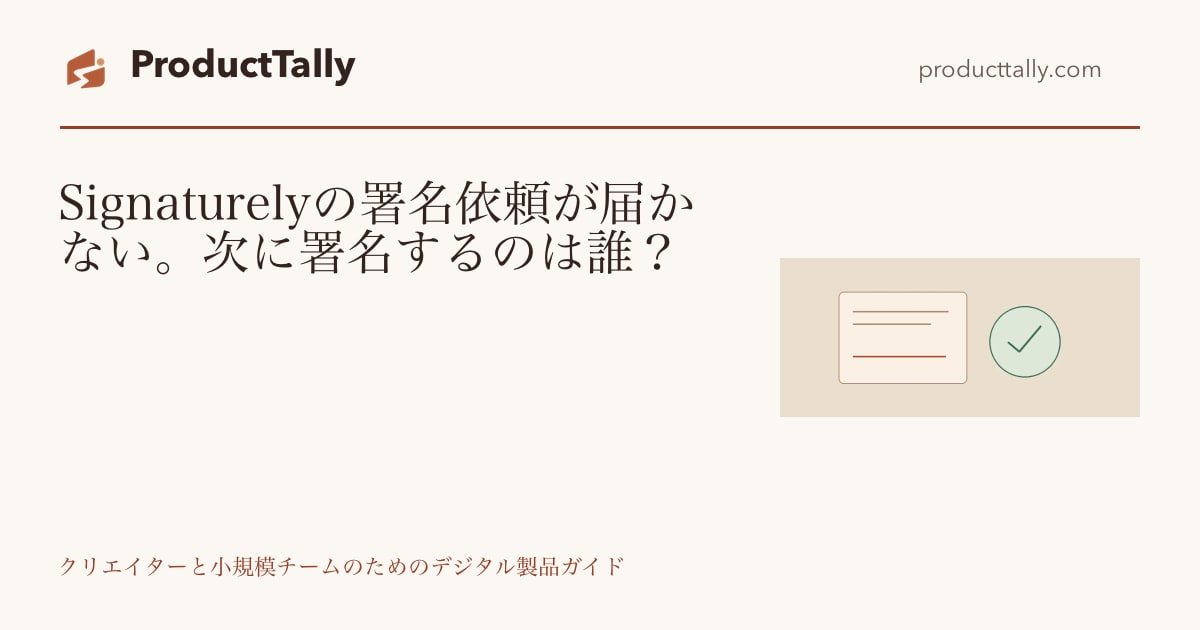 ProductTally
producttally.com
Signaturelyの署名依頼が届か
ない。次に署名するのは誰？
クリエイターと小規模チームのためのデジタル製品ガイド